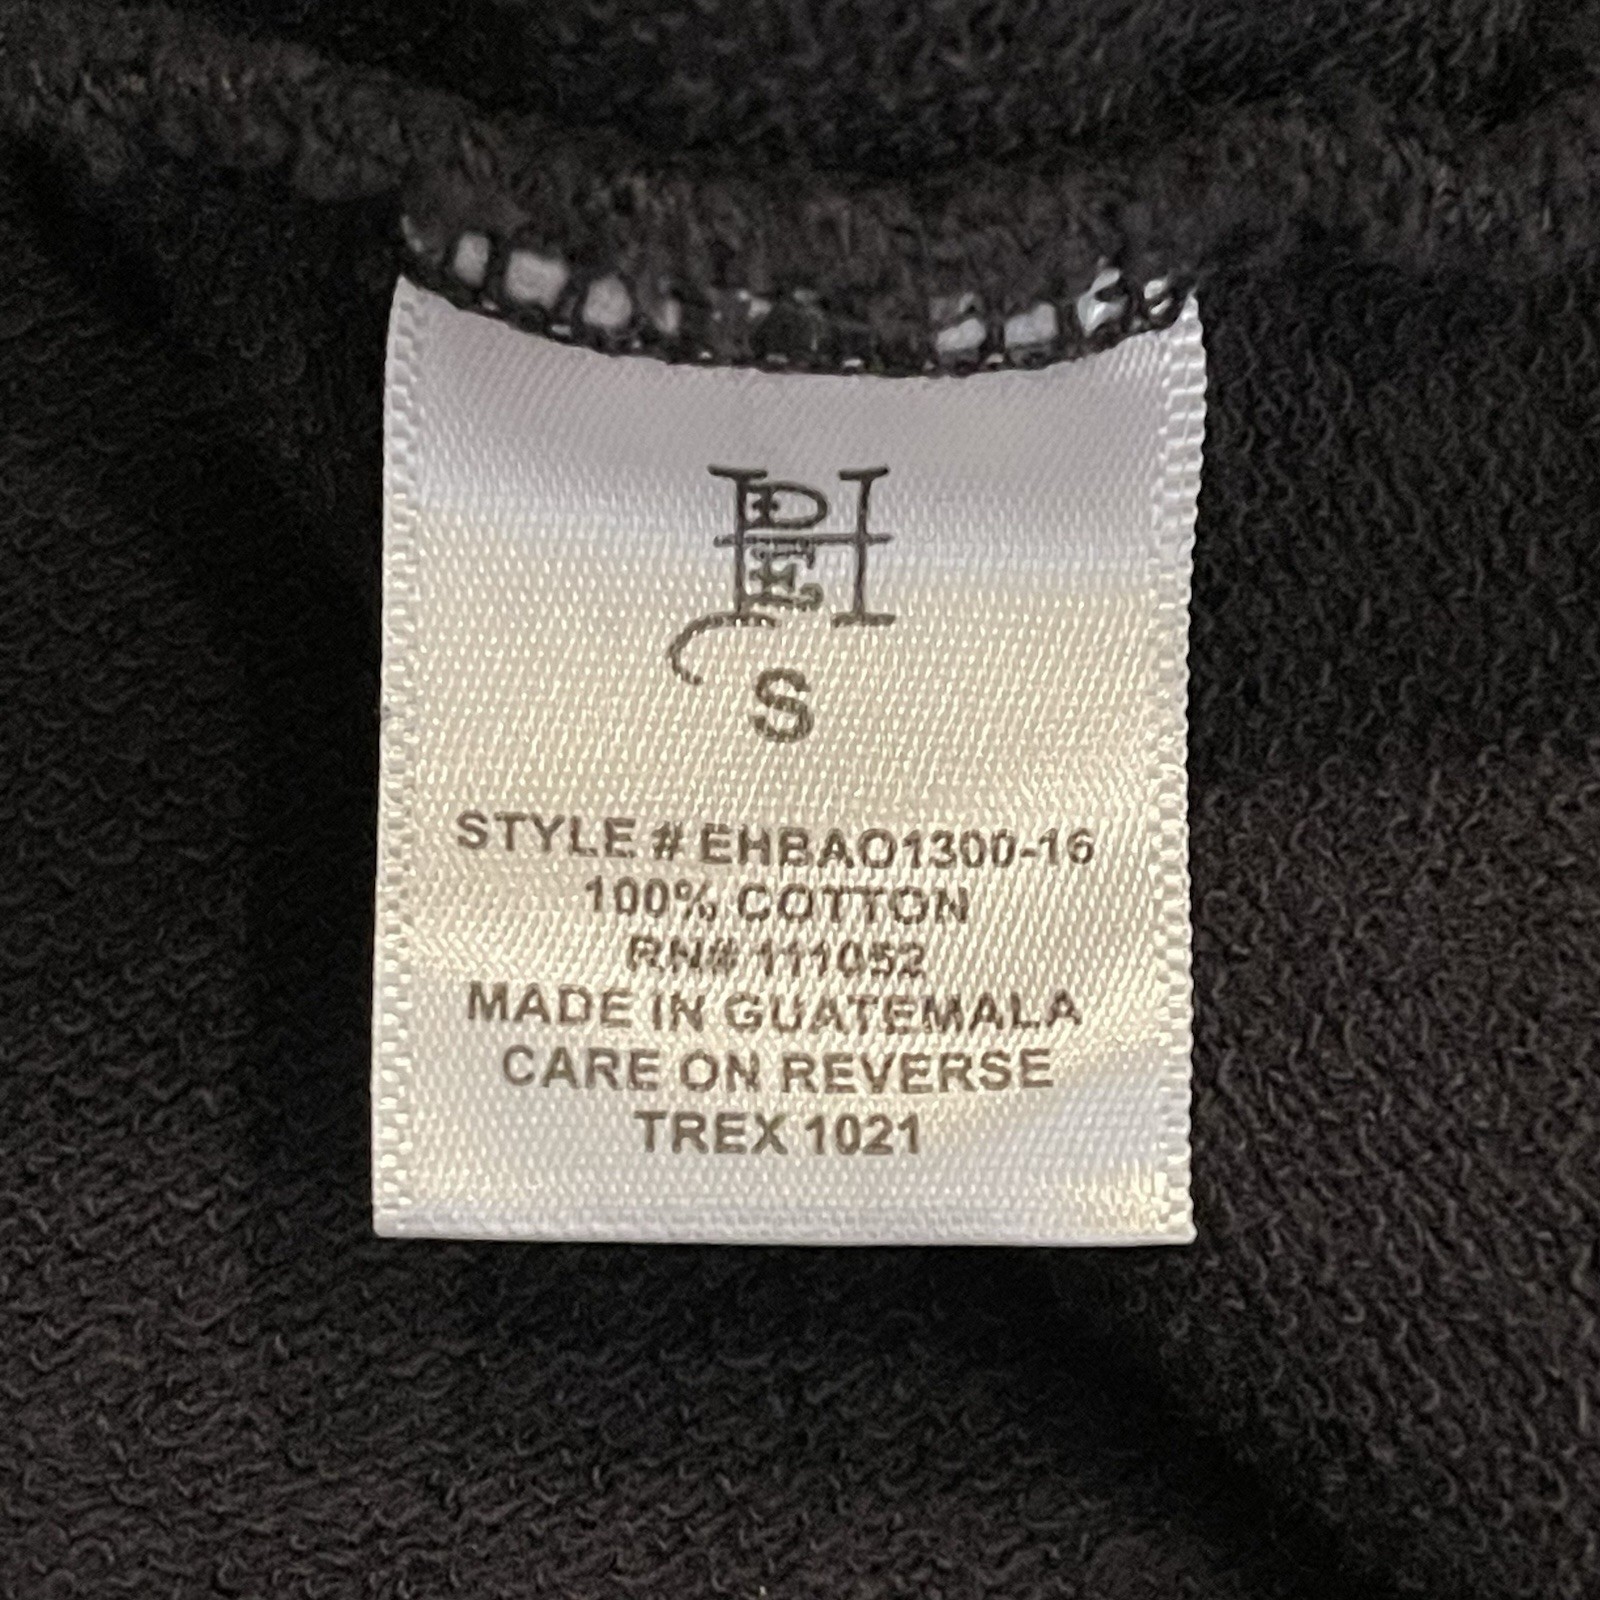 S
STYLE # EHBAO1300-16
100% COTTON
RN# 111052
MADE IN GUATEMALA
CARE ON REVERSE
TREX 1021